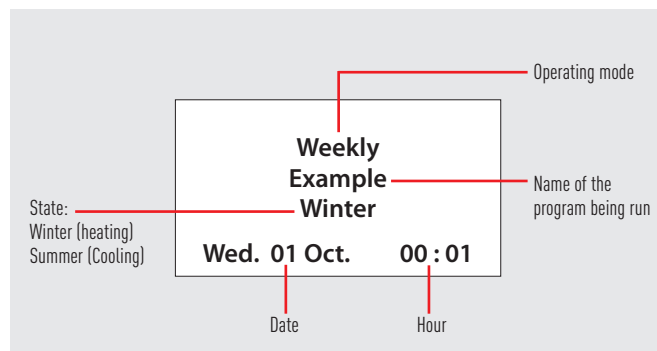 Operating mode
Weekly
Example
Name of the
program being run
State:
Winter (heating)
Summer (Cooling)
Winter
Wed. 01 Oct. 00 : 01
Date
Hour